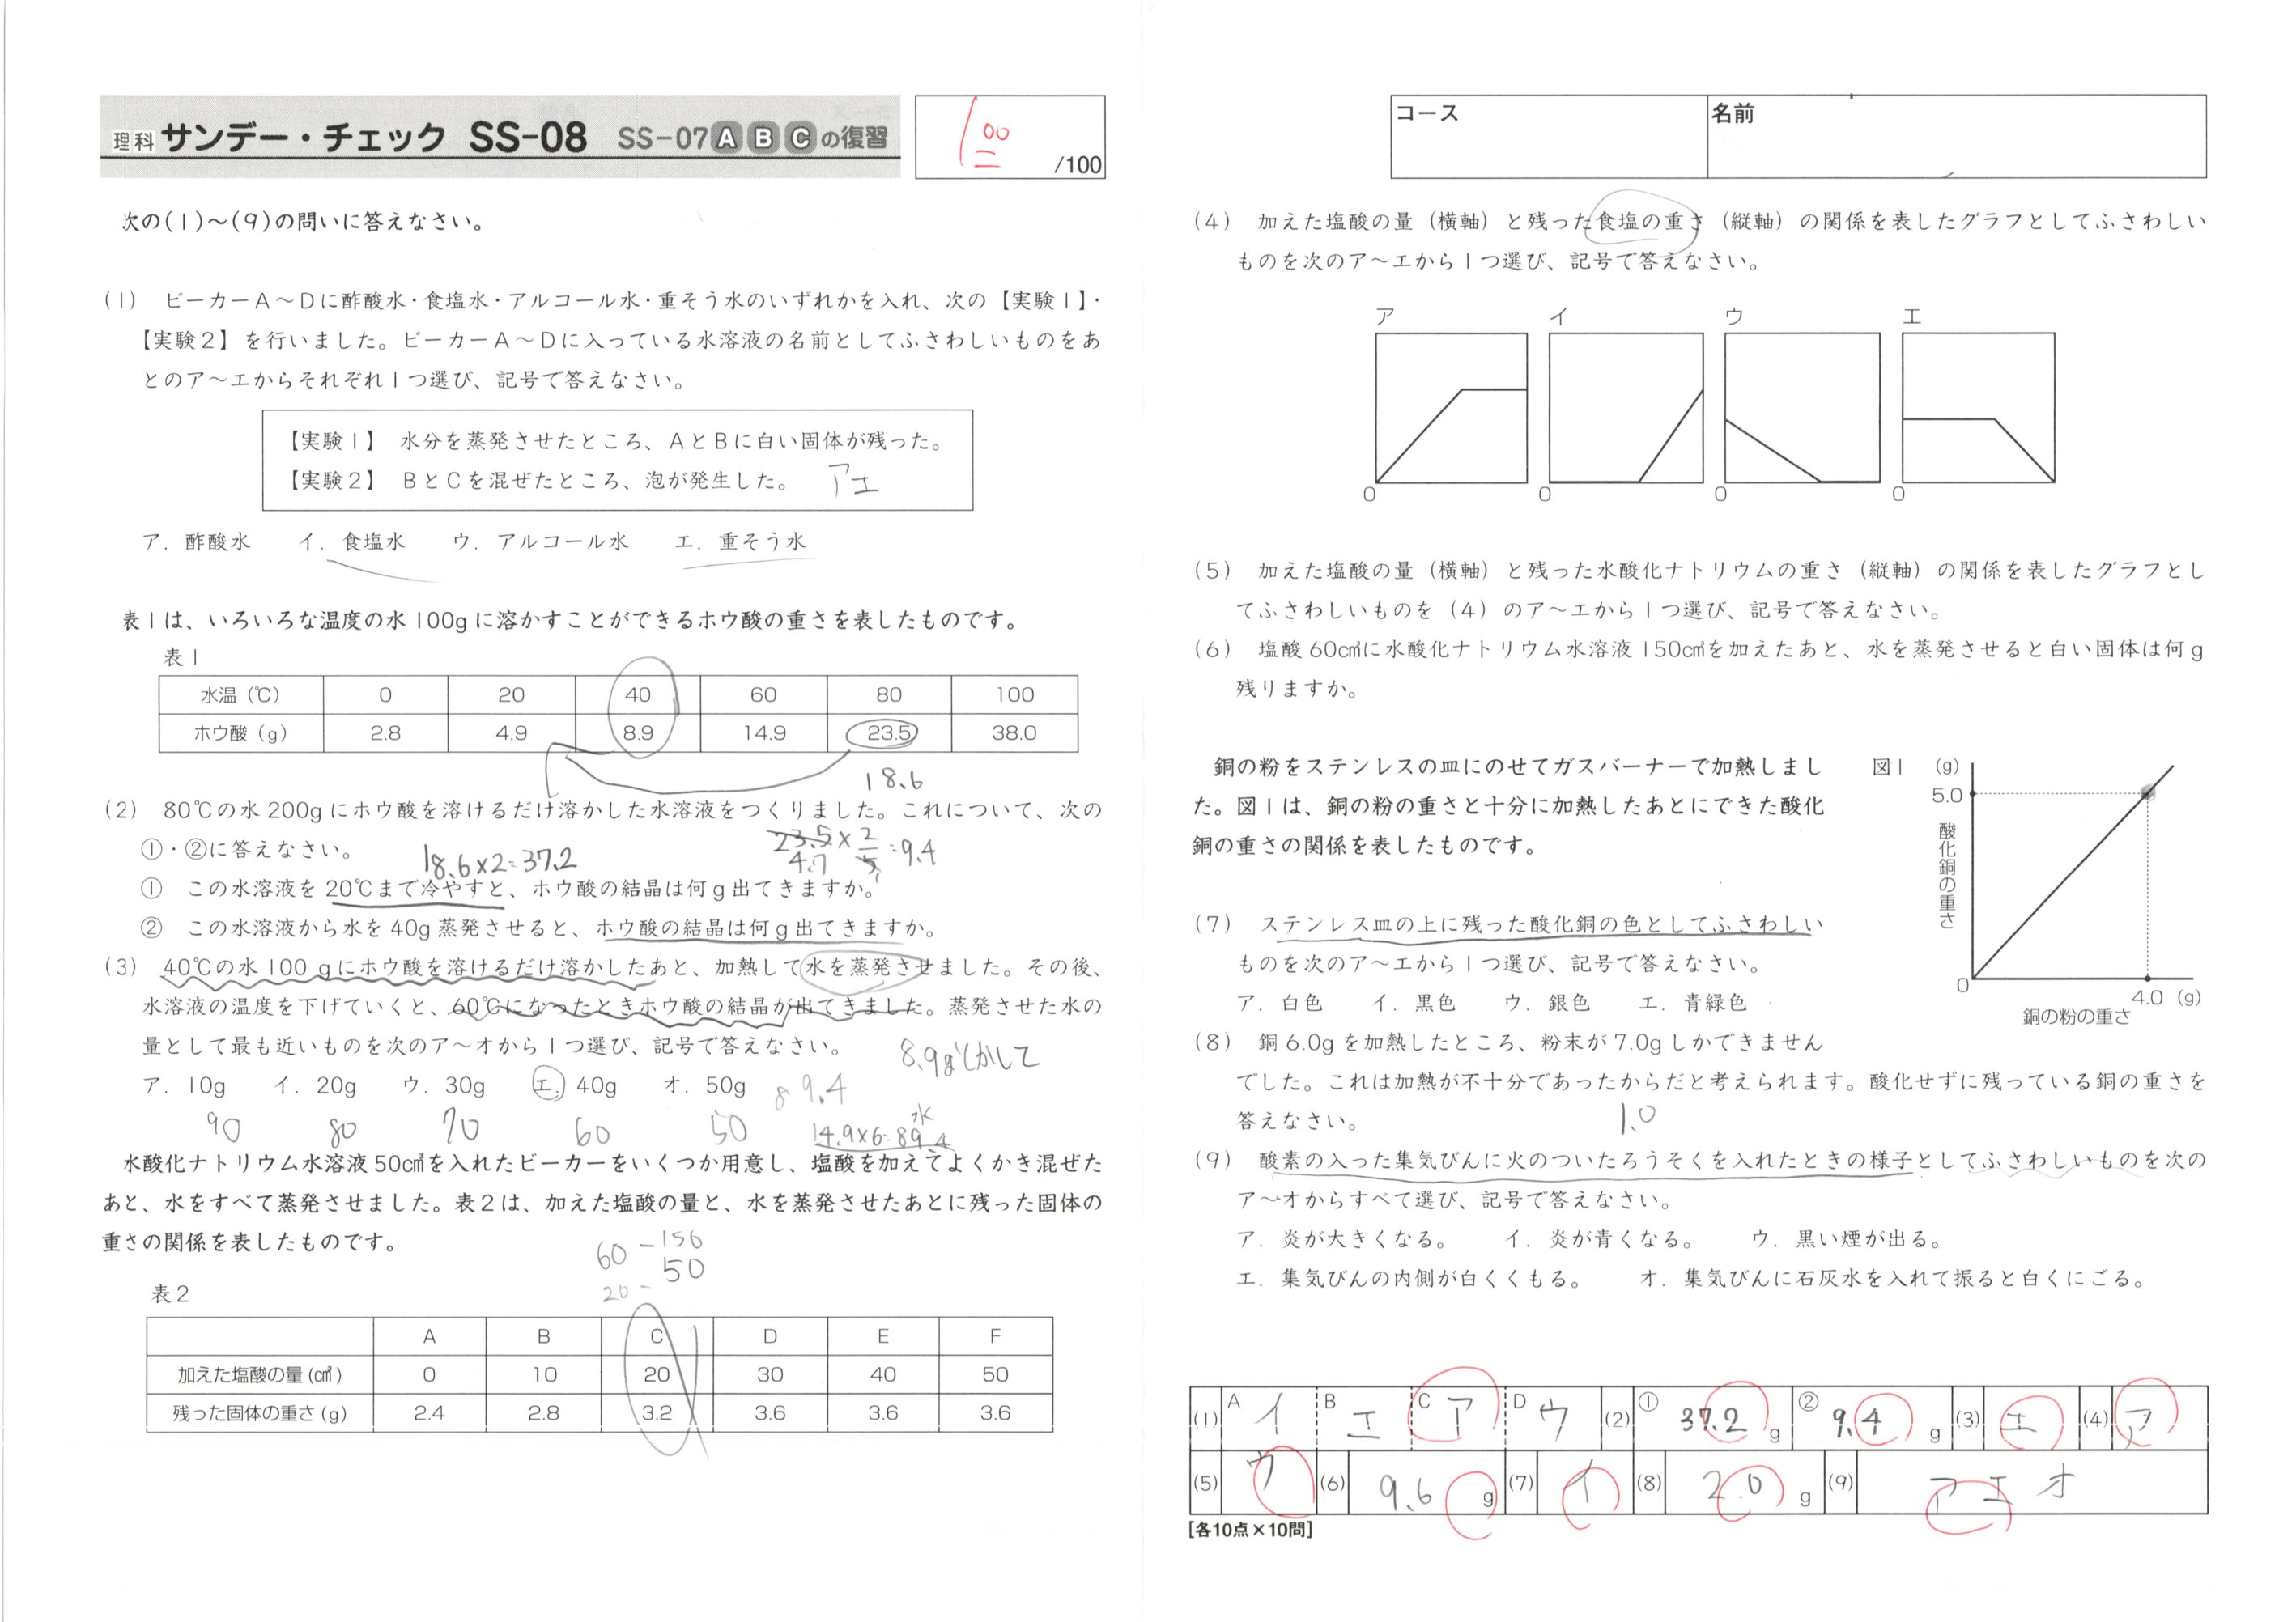 理科 サンデー・チェック SS-08 SS-07 A B C の復習
100 /100
次の(1)～(9)の問いに答えなさい。
(1) ビーカーA～Dに酢酸水・食塩水・アルコール水・重そう水のいずれかを入れ、次の【実験1】・
【実験2】を行いました。ビーカーA～Dに入っている水溶液の名前としてふさわしいものをあ
とのア～エからそれぞれ1つ選び、記号で答えなさい。
【実験1】 水分を蒸発させたところ、AとBに白い固体が残った。
【実験2】 BとCを混ぜたところ、泡が発生した。 アエ
ア．酢酸水 イ．食塩水 ウ．アルコール水 エ．重そう水
表1は、いろいろな温度の水100gに溶かすことができるホウ酸の重さを表したものです。
表1
水温（℃） 0 20 40 60 80 100
ホウ酸（g） 2.8 4.9 8.9 14.9 23.5 38.0
18.6
(2) 80℃の水200gにホウ酸を溶けるだけ溶かした水溶液をつくりました。これについて、次の
①・②に答えなさい。
18.6×2=37.2
23.5×2/5=9.4
4.7
① この水溶液を20℃まで冷やすと、ホウ酸の結晶は何g出てきますか。
② この水溶液から水を40g蒸発させると、ホウ酸の結晶は何g出てきますか。
(3) 40℃の水100gにホウ酸を溶けるだけ溶かしたあと、加熱して水を蒸発させました。その後、
水溶液の温度を下げていくと、60℃になったときホウ酸の結晶が出てきました。蒸発させた水の
量として最も近いものを次のア～オから1つ選び、記号で答えなさい。
8.9gとかして
ア．10g イ．20g ウ．30g エ．40g オ．50g
89.4
90 80 70 60 50
水
14.9×6=89.4
水酸化ナトリウム水溶液50㎤を入れたビーカーをいくつか用意し、塩酸を加えてよくかき混ぜた
あと、水をすべて蒸発させました。表2は、加えた塩酸の量と、水を蒸発させたあとに残った固体の
重さの関係を表したものです。
60－150
20－50
表2
A B C D E F
加えた塩酸の量(㎤) 0 10 20 30 40 50
残った固体の重さ(g) 2.4 2.8 3.2 3.6 3.6 3.6
コース 名前
(4) 加えた塩酸の量（横軸）と残った食塩の重さ（縦軸）の関係を表したグラフとしてふさわしい
ものを次のア～エから1つ選び、記号で答えなさい。
ア イ ウ エ
0 0 0 0
(5) 加えた塩酸の量（横軸）と残った水酸化ナトリウムの重さ（縦軸）の関係を表したグラフとし
てふさわしいものを（4）のア～エから1つ選び、記号で答えなさい。
(6) 塩酸60㎤に水酸化ナトリウム水溶液150㎤を加えたあと、水を蒸発させると白い固体は何g
残りますか。
銅の粉をステンレスの皿にのせてガスバーナーで加熱しまし
た。図1は、銅の粉の重さと十分に加熱したあとにできた酸化
銅の重さの関係を表したものです。
図1 (g)
5.0
酸化銅の重さ
0
4.0 (g)
銅の粉の重さ
(7) ステンレス皿の上に残った酸化銅の色としてふさわしい
ものを次のア～エから1つ選び、記号で答えなさい。
ア．白色 イ．黒色 ウ．銀色 エ．青緑色
(8) 銅6.0gを加熱したところ、粉末が7.0gしかできません
でした。これは加熱が不十分であったからだと考えられます。酸化せずに残っている銅の重さを
答えなさい。
1.0
(9) 酸素の入った集気びんに火のついたろうそくを入れたときの様子としてふさわしいものを次の
ア～オからすべて選び、記号で答えなさい。
ア．炎が大きくなる。 イ．炎が青くなる。 ウ．黒い煙が出る。
エ．集気びんの内側が白くくもる。 オ．集気びんに石灰水を入れて振ると白くにごる。
(1) A イ B エ C ア D ウ (2) ① 37.2 g ② 9.4 g (3) エ (4) ア
(5) ウ (6) 9.6 g (7) イ (8) 2.0 g (9) アエオ
［各10点×10問］